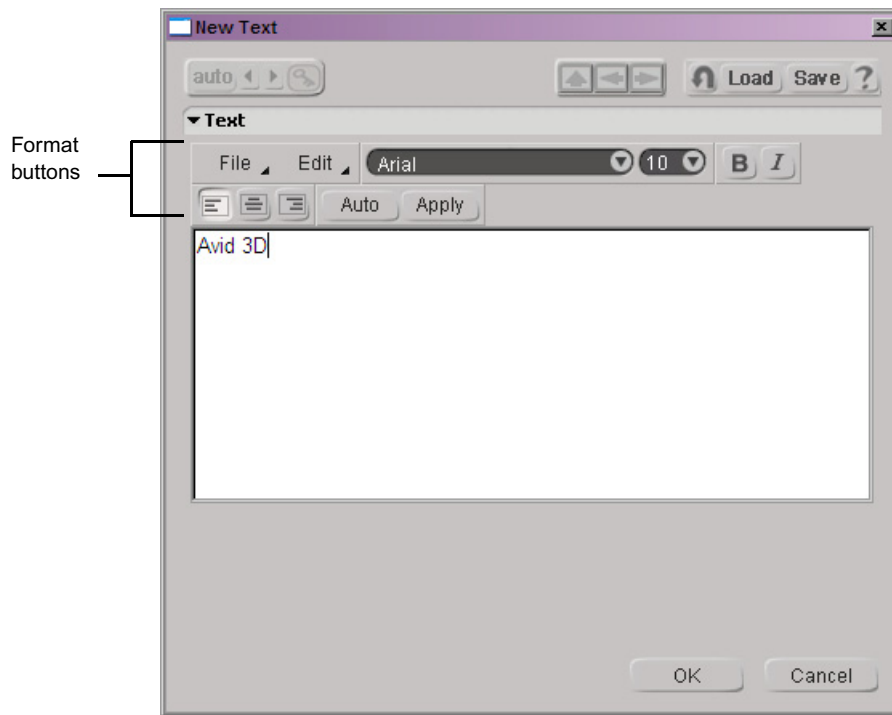 New Text
auto
Load Save ?
Text
Format
buttons
File Edit Arial 10 B I
Auto Apply
Avid 3D
OK Cancel